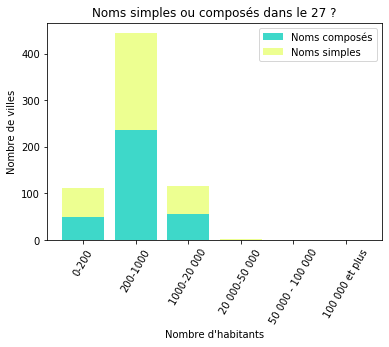 Noms simples ou composés dans le 27 ?
Noms composés
Noms simples
Nombre de villes
400
300
200
100
0
0-200
200-1000
1000-20 000
20 000-50 000
50 000 - 100 000
100 000 et plus
Nombre d'habitants